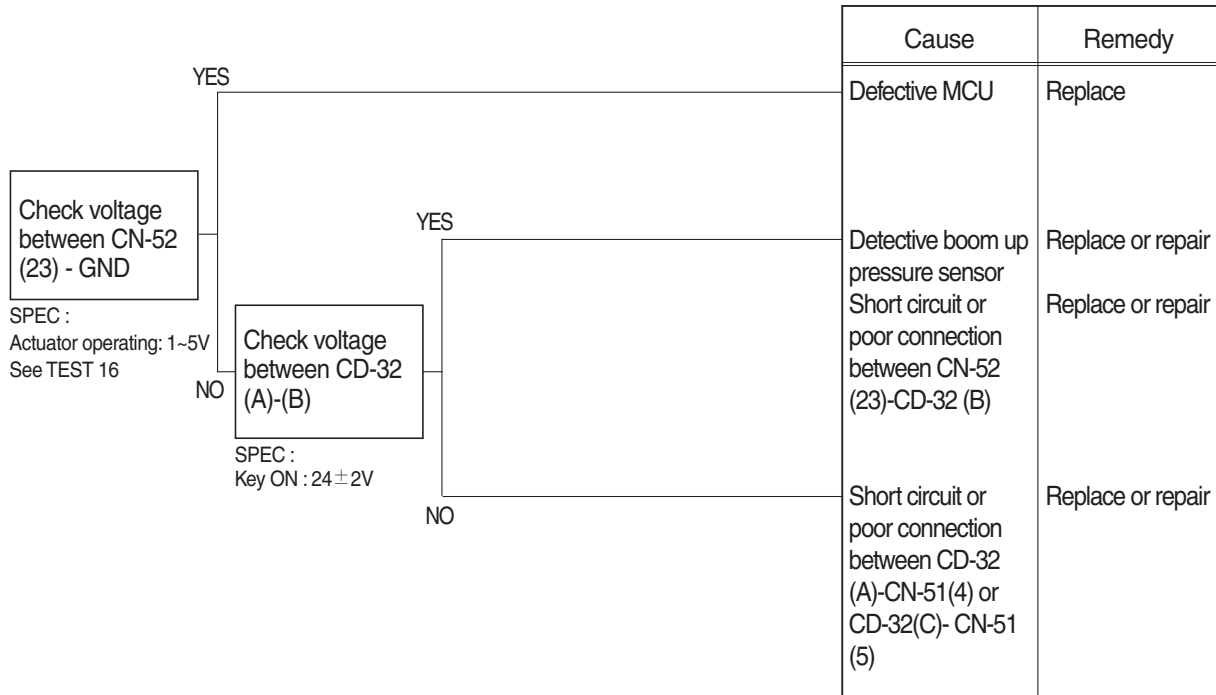 Cause
Remedy
YES
Defective MCU
Replace
Check voltage
between CN-52
(23) - GND
SPEC :
Actuator operating: 1~5V
See TEST 16
NO
YES
Detective boom up
pressure sensor
Replace or repair
Short circuit or
poor connection
between CN-52
(23)-CD-32 (B)
Replace or repair
Check voltage
between CD-32
(A)-(B)
SPEC :
Key ON : 24±2V
NO
Short circuit or
poor connection
between CD-32
(A)-CN-51(4) or
CD-32(C)- CN-51
(5)
Replace or repair